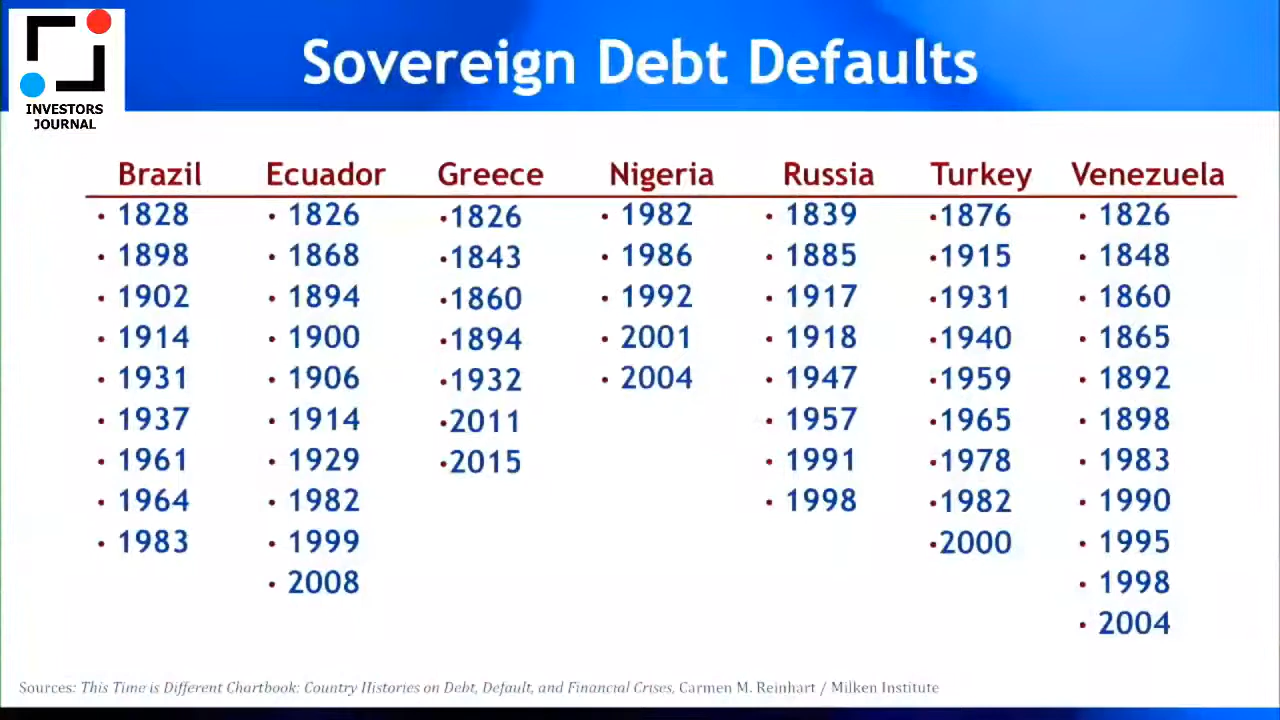 INVESTORS
JOURNAL
Sovereign Debt Defaults
Brazil Ecuador Greece Nigeria Russia Turkey Venezuela
• 1828 • 1826 •1826 • 1982 • 1839 •1876 • 1826
• 1898 • 1868 •1843 • 1986 • 1885 •1915 • 1848
• 1902 • 1894 •1860 • 1992 • 1917 •1931 • 1860
• 1914 • 1900 •1894 • 2001 • 1918 •1940 • 1865
• 1931 • 1906 •1932 • 2004 • 1947 •1959 • 1892
• 1937 • 1914 •2011 • 1957 •1965 • 1898
• 1961 • 1929 •2015 • 1991 •1978 • 1983
• 1964 • 1982 • 1998 •1982 • 1990
• 1983 • 1999 •2000 • 1995
• 2008 • 1998
• 2004
Sources: This Time is Different Chartbook: Country Histories on Debt, Default, and Financial Crises, Carmen M. Reinhart / Milken Institute